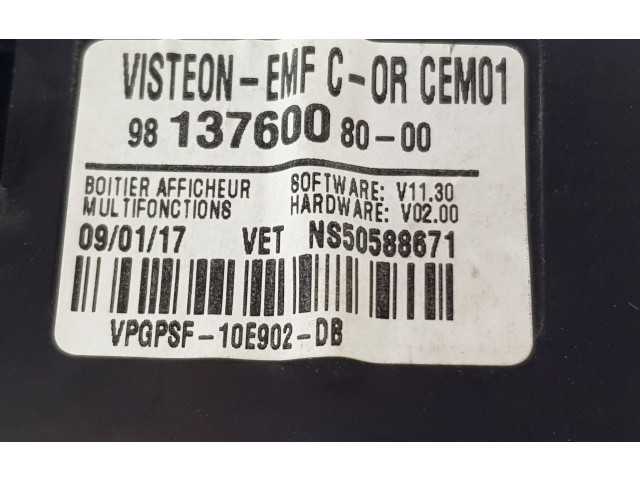 VISTEON-EMF C-OR CEM01
98 137600 80-00
BOITIER AFFICHEUR SOFTWARE: V11.30
MULTIFONCTIONS HARDWARE: V02.00
09/01/17 VET NS50588671
VPGPSF-10E902-DB